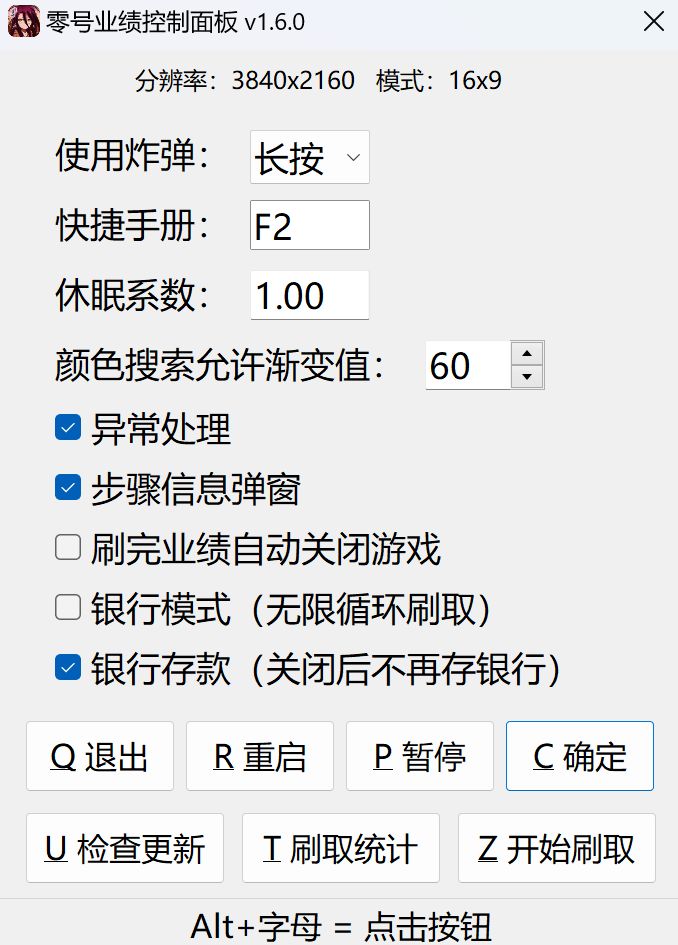 零号业绩控制面板 v1.6.0
分辨率：3840x2160 模式：16x9
使用炸弹： 长按
快捷手册： F2
休眠系数： 1.00
颜色搜索允许渐变值： 60
异常处理
步骤信息弹窗
刷完业绩自动关闭游戏
银行模式（无限循环刷取）
银行存款（关闭后不再存银行）
Q 退出 R 重启 P 暂停 C 确定
U 检查更新 T 刷取统计 Z 开始刷取
Alt+字母 = 点击按钮